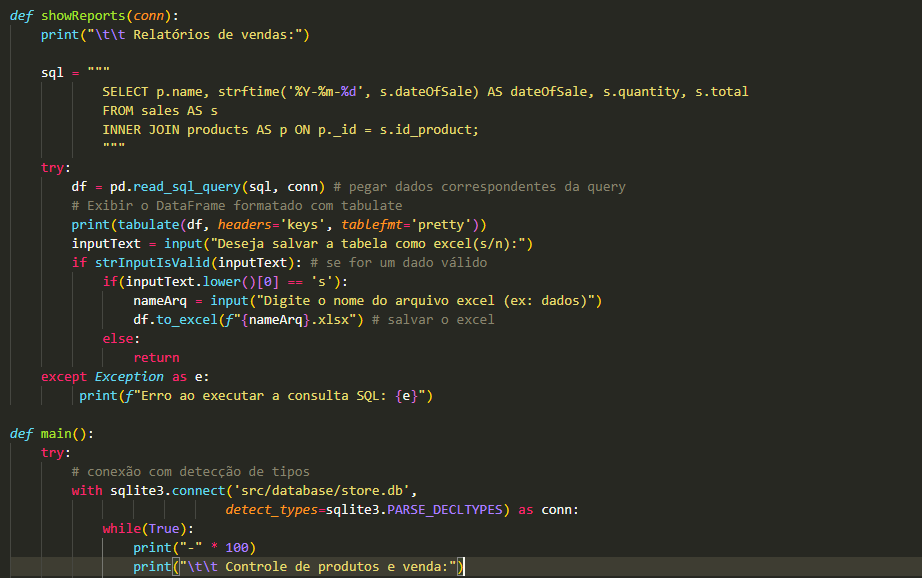 def showReports(conn):
    print("\t\t Relatórios de vendas:")

    sql = """
            SELECT p.name, strftime('%Y-%m-%d', s.dateOfSale) AS dateOfSale, s.quantity, s.total
            FROM sales AS s
            INNER JOIN products AS p ON p._id = s.id_product;
            """
    try:
        df = pd.read_sql_query(sql, conn) # pegar dados correspondentes da query
        # Exibir o DataFrame formatado com tabulate
        print(tabulate(df, headers='keys', tablefmt='pretty'))
        inputText = input("Deseja salvar a tabela como excel(s/n):")
        if strInputIsValid(inputText): # se for um dado válido
            if(inputText.lower()[0] == 's'):
                nameArq = input("Digite o nome do arquivo excel (ex: dados)")
                df.to_excel(f"{nameArq}.xlsx") # salvar o excel
            else:
                return
    except Exception as e:
         print(f"Erro ao executar a consulta SQL: {e}")

def main():
    try:
        # conexão com detecção de tipos
        with sqlite3.connect('src/database/store.db',
                            detect_types=sqlite3.PARSE_DECLTYPES) as conn:
            while(True):
                print("-" * 100)
                print("\t\t Controle de produtos e venda:")